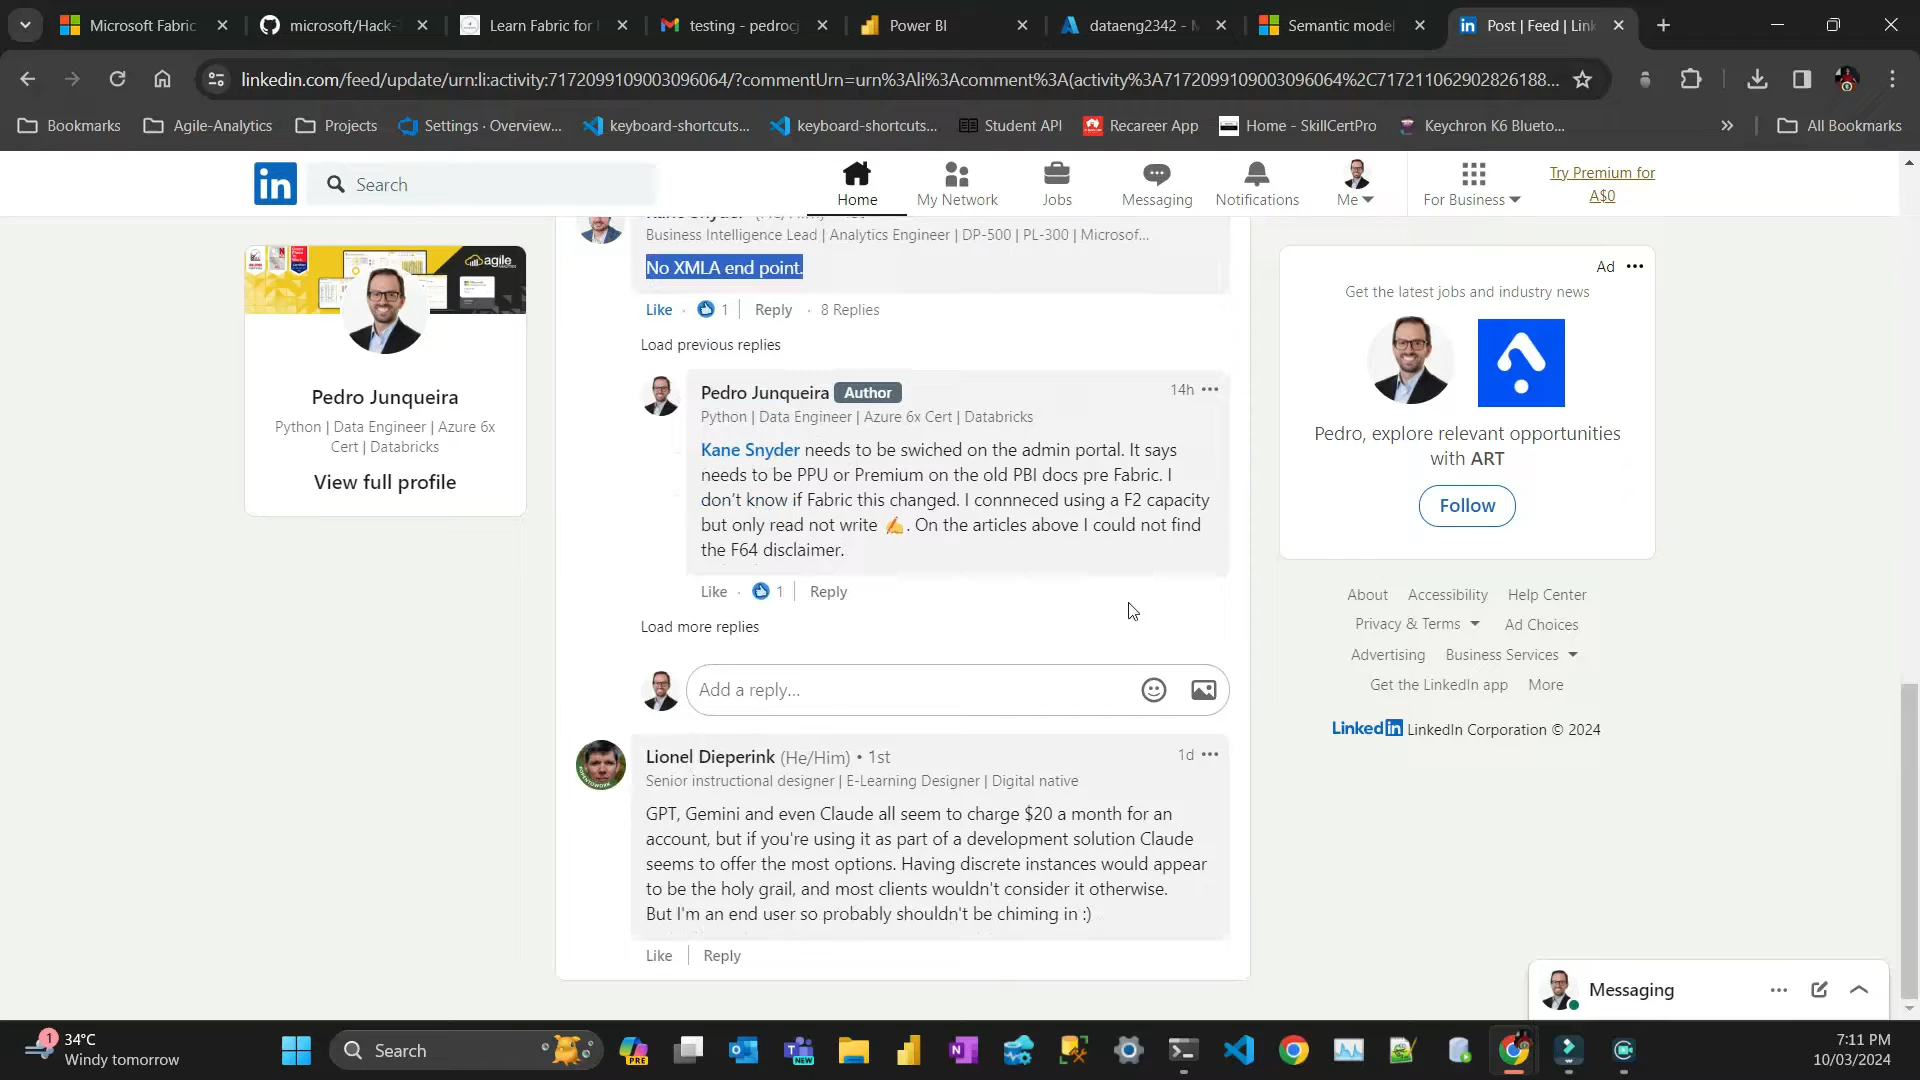 Microsoft Fabric
microsoft/Hack-
Learn Fabric for
testing - pedrocj
Power BI
dataeng2342 - M
Semantic model
Post | Feed | Link
linkedin.com/feed/update/urn:li:activity:7172099109003096064/?commentUrn=urn%3Ali%3Acomment%3A(activity%3A7172099109003096064%2C717211062902826188...
Bookmarks
Agile-Analytics
Projects
Settings · Overview...
keyboard-shortcuts...
keyboard-shortcuts...
Student API
Recareer App
Home - SkillCertPro
Keychron K6 Blueto...
»
All Bookmarks
in
Search
Home
My Network
Jobs
Messaging
Notifications
Me
For Business
Try Premium for
A$0
agile
Pedro Junqueira
Python | Data Engineer | Azure 6x
Cert | Databricks
View full profile
Business Intelligence Lead | Analytics Engineer | DP-500 | PL-300 | Microsof...
No XMLA end point.
Like · 1 | Reply · 8 Replies
Load previous replies
Pedro Junqueira Author
14h
Python | Data Engineer | Azure 6x Cert | Databricks
Kane Snyder needs to be swiched on the admin portal. It says
needs to be PPU or Premium on the old PBI docs pre Fabric. I
don't know if Fabric this changed. I connneced using a F2 capacity
but only read not write ✍️. On the articles above I could not find
the F64 disclaimer.
Like · 1 | Reply
Load more replies
Add a reply...
Lionel Dieperink (He/Him) • 1st
1d
Senior instructional designer | E-Learning Designer | Digital native
GPT, Gemini and even Claude all seem to charge $20 a month for an
account, but if you're using it as part of a development solution Claude
seems to offer the most options. Having discrete instances would appear
to be the holy grail, and most clients wouldn't consider it otherwise.
But I'm an end user so probably shouldn't be chiming in :)
Like | Reply
Ad
Get the latest jobs and industry news
Pedro, explore relevant opportunities
with ART
Follow
About Accessibility Help Center
Privacy & Terms Ad Choices
Advertising Business Services
Get the LinkedIn app More
LinkedIn LinkedIn Corporation © 2024
Messaging
1
34°C
Windy tomorrow
Search
PRE
NEW
7:11 PM
10/03/2024